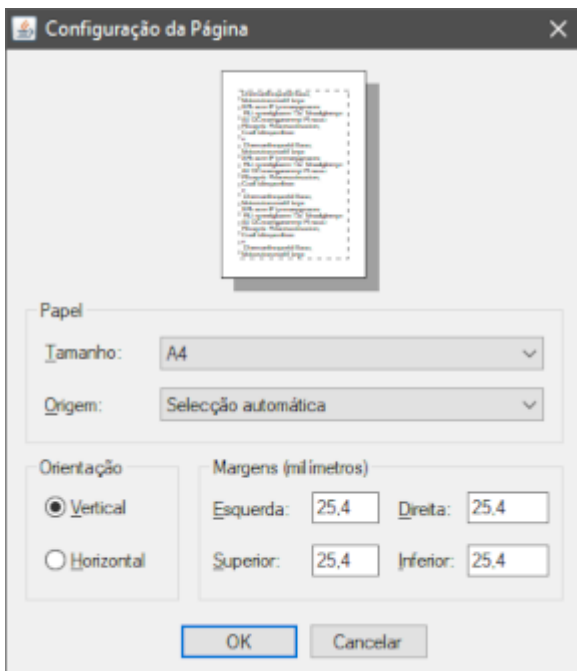 Configuração da Página
Papel
Tamanho: A4
Origem: Selecção automática
Orientação
Vertical
Horizontal
Margens (milímetros)
Esquerda: 25,4 Direita: 25,4
Superior: 25,4 Inferior: 25,4
OK Cancelar